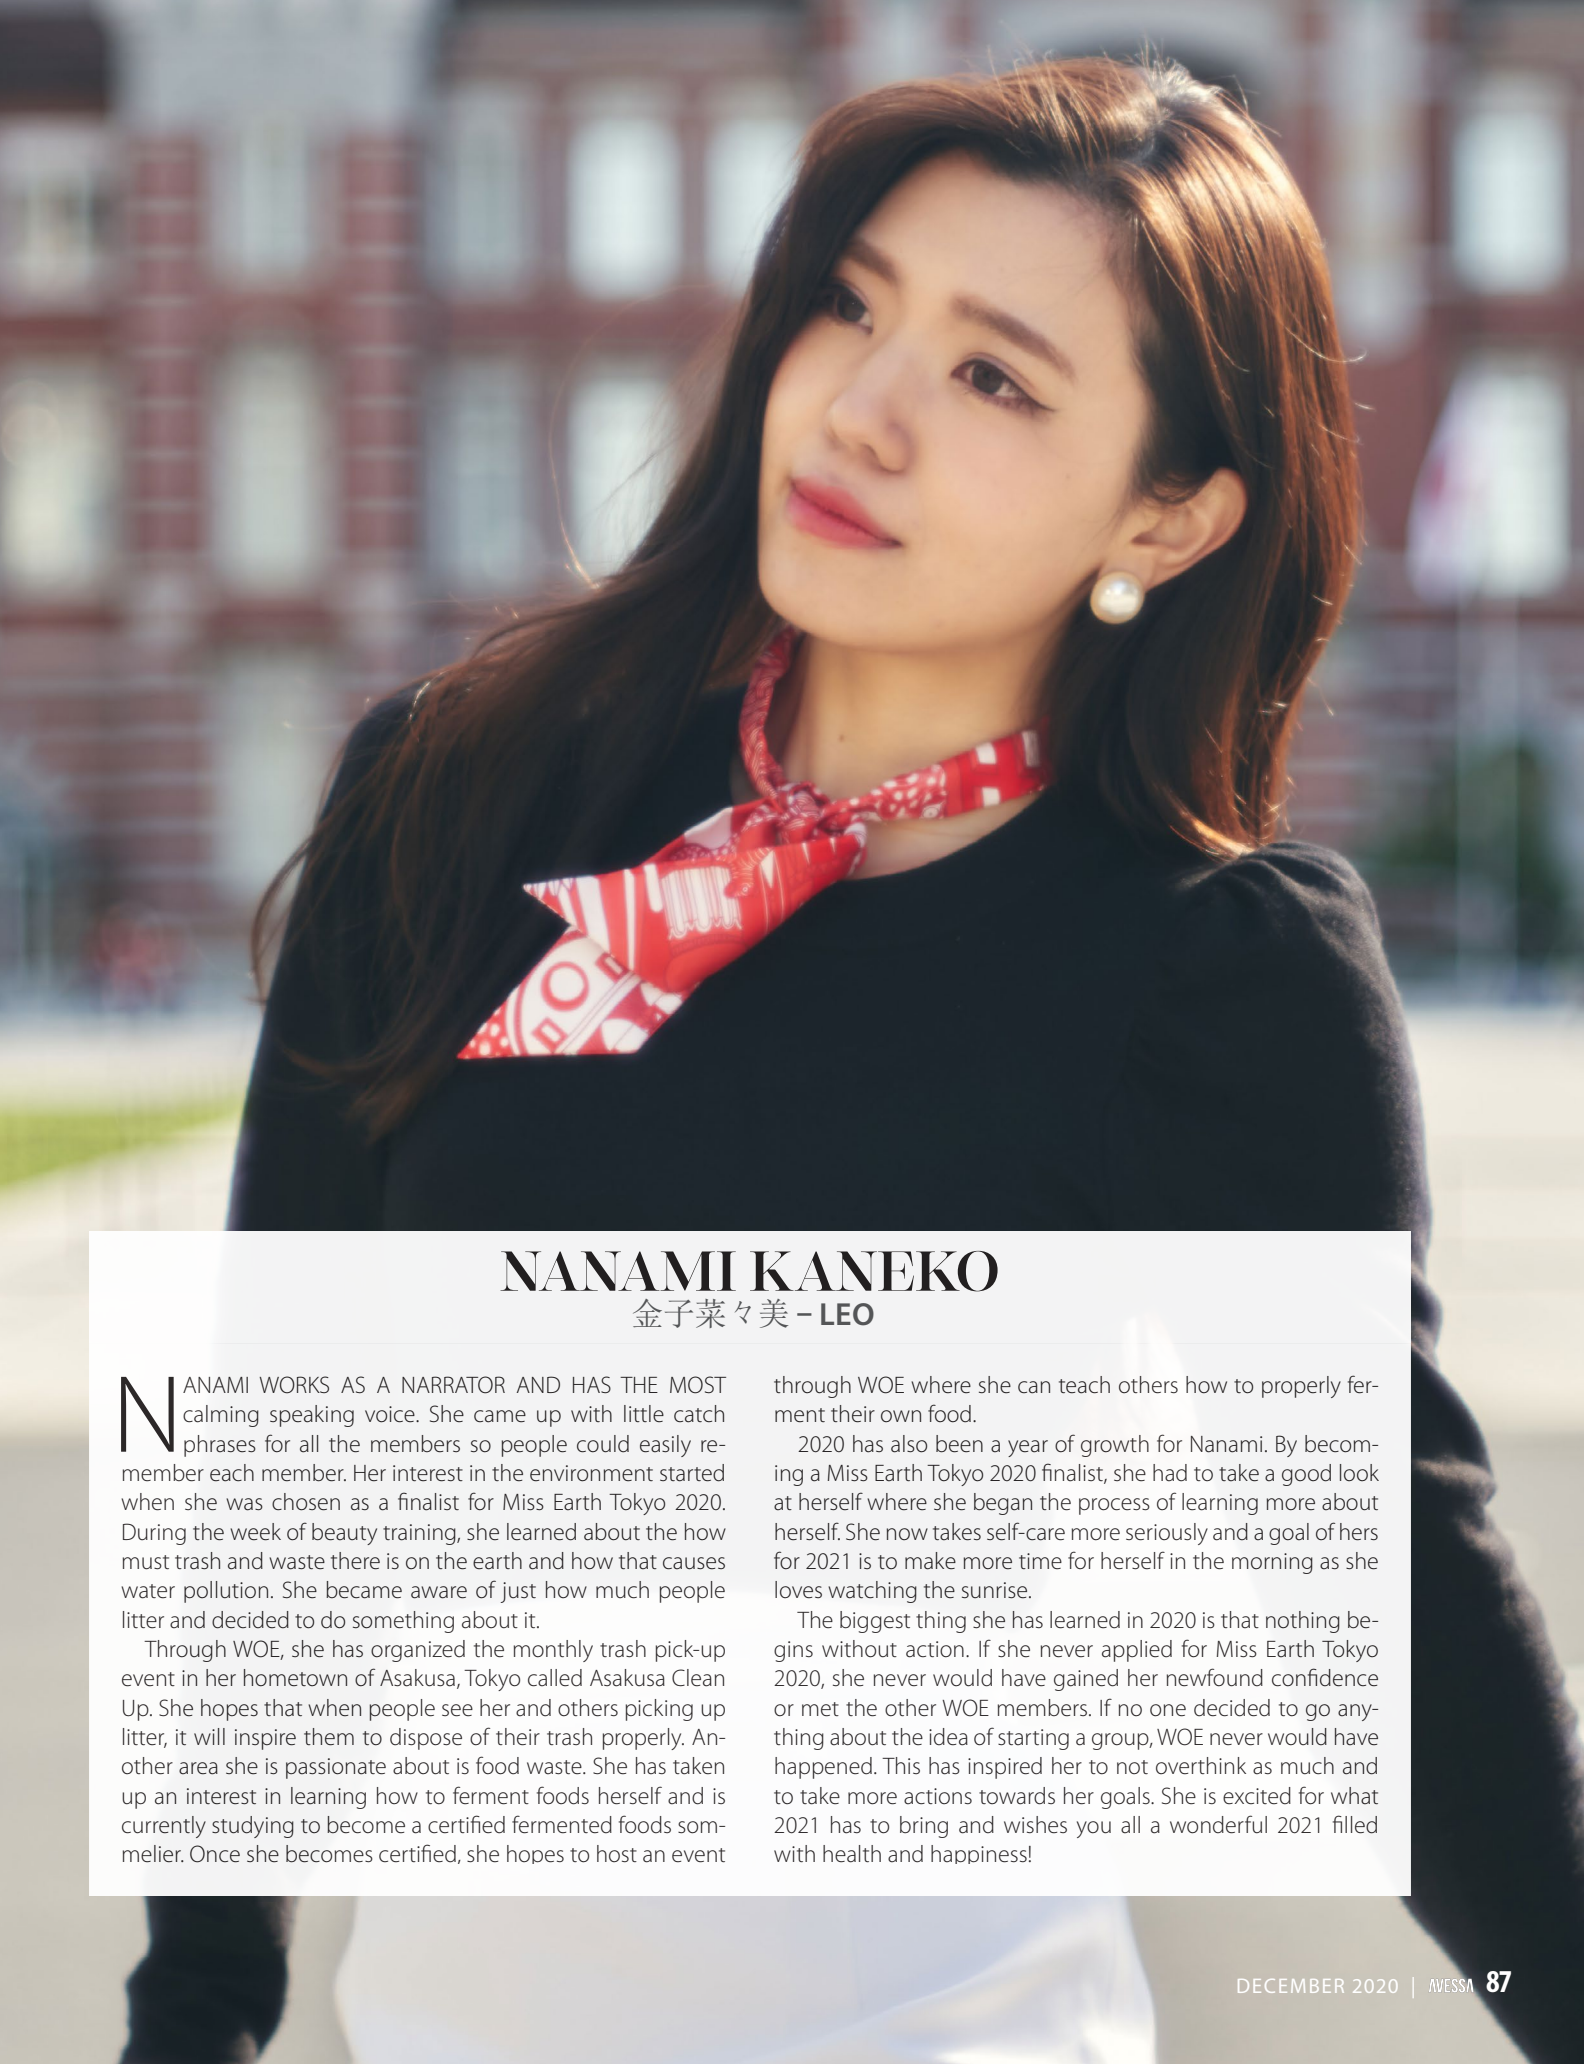 NANAMI KANEKO
金子菜々美 – LEO
NANAMI WORKS AS A NARRATOR AND HAS THE MOST
calming speaking voice. She came up with little catch
phrases for all the members so people could easily re-
member each member. Her interest in the environment started
when she was chosen as a finalist for Miss Earth Tokyo 2020.
During the week of beauty training, she learned about the how
must trash and waste there is on the earth and how that causes
water pollution. She became aware of just how much people
litter and decided to do something about it.
Through WOE, she has organized the monthly trash pick-up
event in her hometown of Asakusa, Tokyo called Asakusa Clean
Up. She hopes that when people see her and others picking up
litter, it will inspire them to dispose of their trash properly. An-
other area she is passionate about is food waste. She has taken
up an interest in learning how to ferment foods herself and is
currently studying to become a certified fermented foods som-
melier. Once she becomes certified, she hopes to host an event
through WOE where she can teach others how to properly fer-
ment their own food.
2020 has also been a year of growth for Nanami. By becom-
ing a Miss Earth Tokyo 2020 finalist, she had to take a good look
at herself where she began the process of learning more about
herself. She now takes self-care more seriously and a goal of hers
for 2021 is to make more time for herself in the morning as she
loves watching the sunrise.
The biggest thing she has learned in 2020 is that nothing be-
gins without action. If she never applied for Miss Earth Tokyo
2020, she never would have gained her newfound confidence
or met the other WOE members. If no one decided to go any-
thing about the idea of starting a group, WOE never would have
happened. This has inspired her to not overthink as much and
to take more actions towards her goals. She is excited for what
2021 has to bring and wishes you all a wonderful 2021 filled
with health and happiness!
DECEMBER 2020 | AVESSA 87